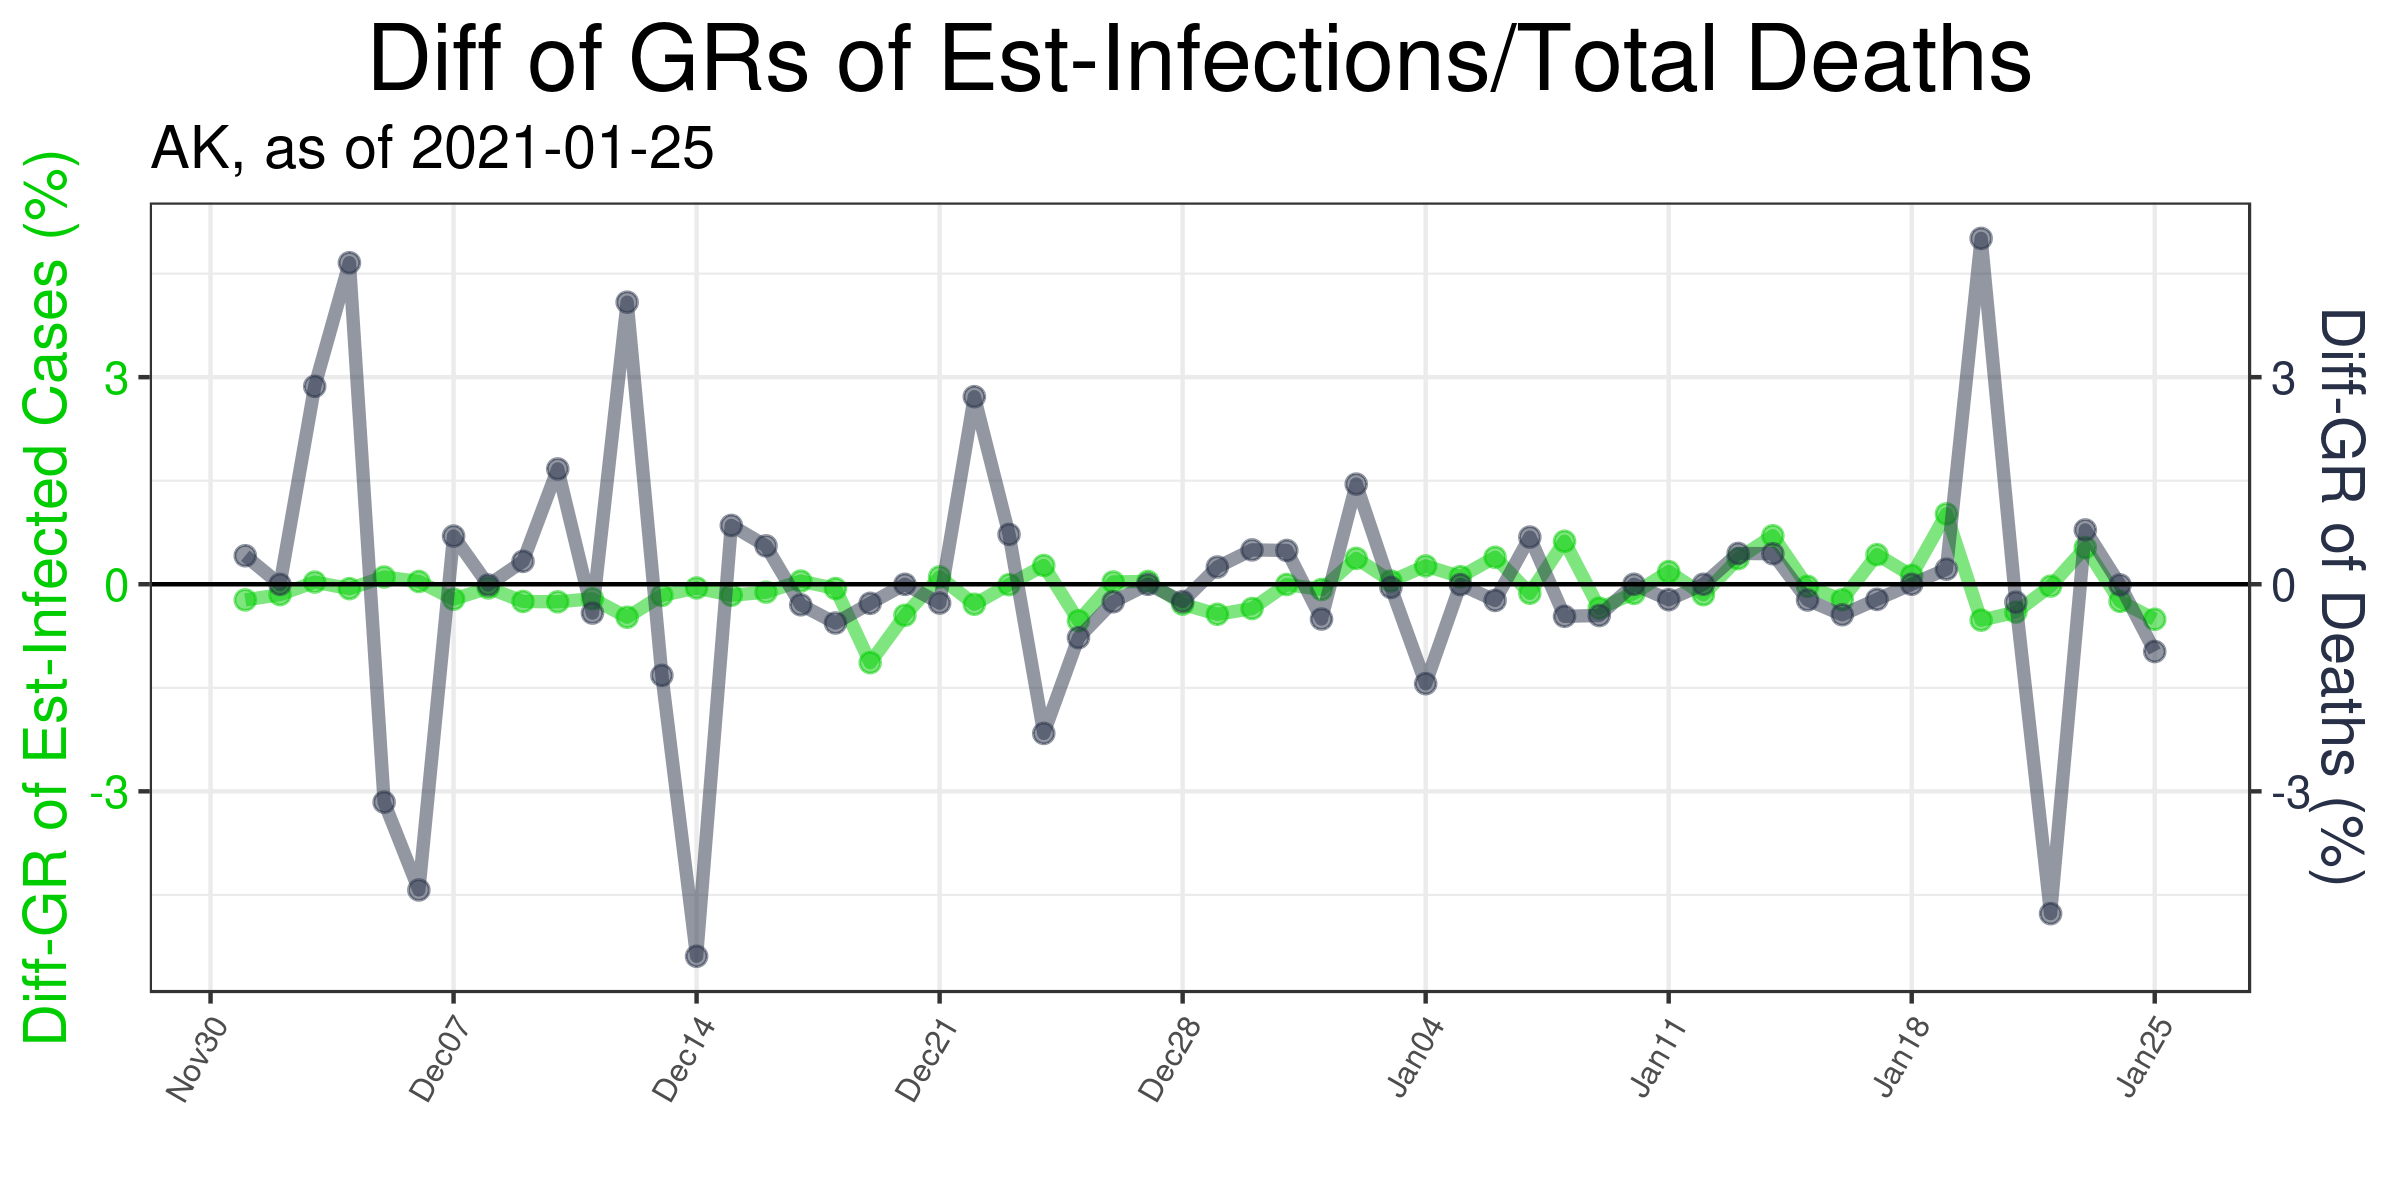 Diff of GRs of Est-Infections/Total Deaths
AK, as of 2021-01-25
Diff-GR of Est-Infected Cases (%)
3
0
-3
3
0
-3
Diff-GR of Deaths (%)
Nov30
Dec07
Dec14
Dec21
Dec28
Jan04
Jan11
Jan18
Jan25